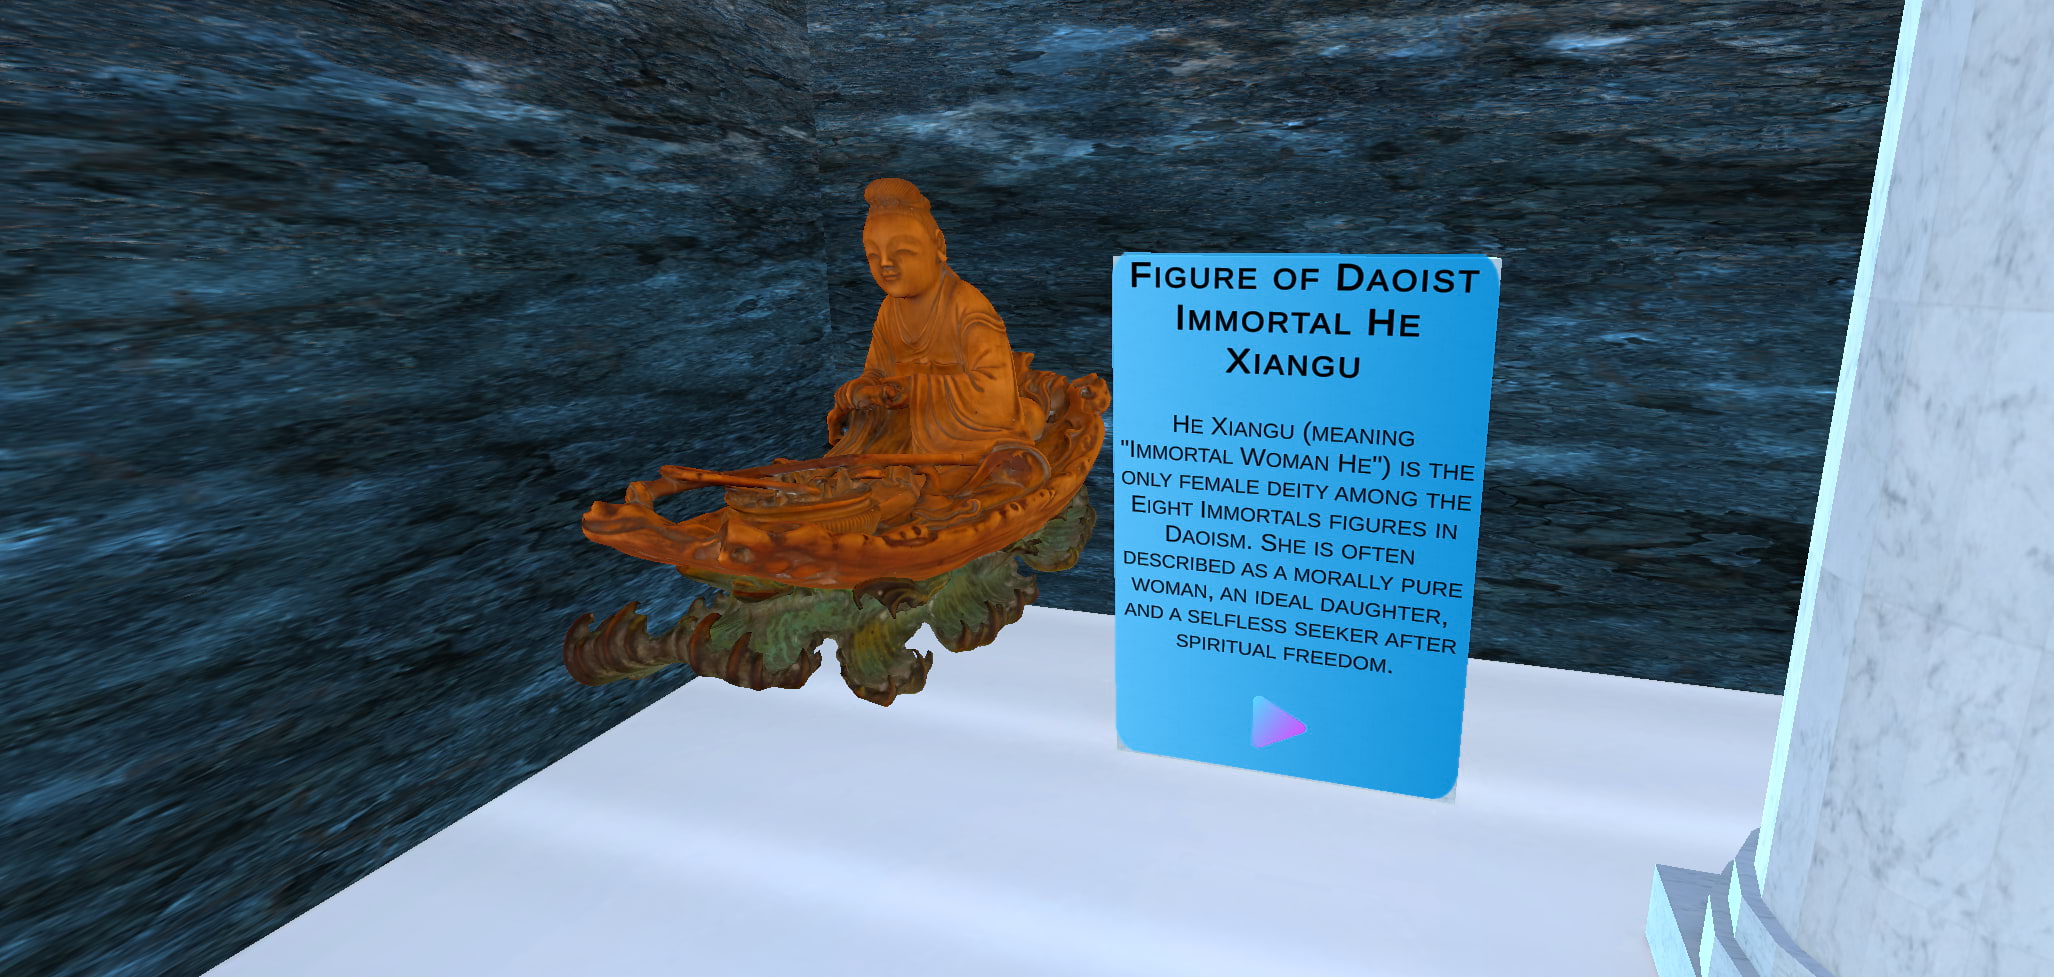 Figure of Daoist
Immortal He
Xiangu
He Xiangu (meaning
"Immortal Woman He") is the
only female deity among the
Eight Immortals figures in
Daoism. She is often
described as a morally pure
woman, an ideal daughter,
and a selfless seeker after
spiritual freedom.